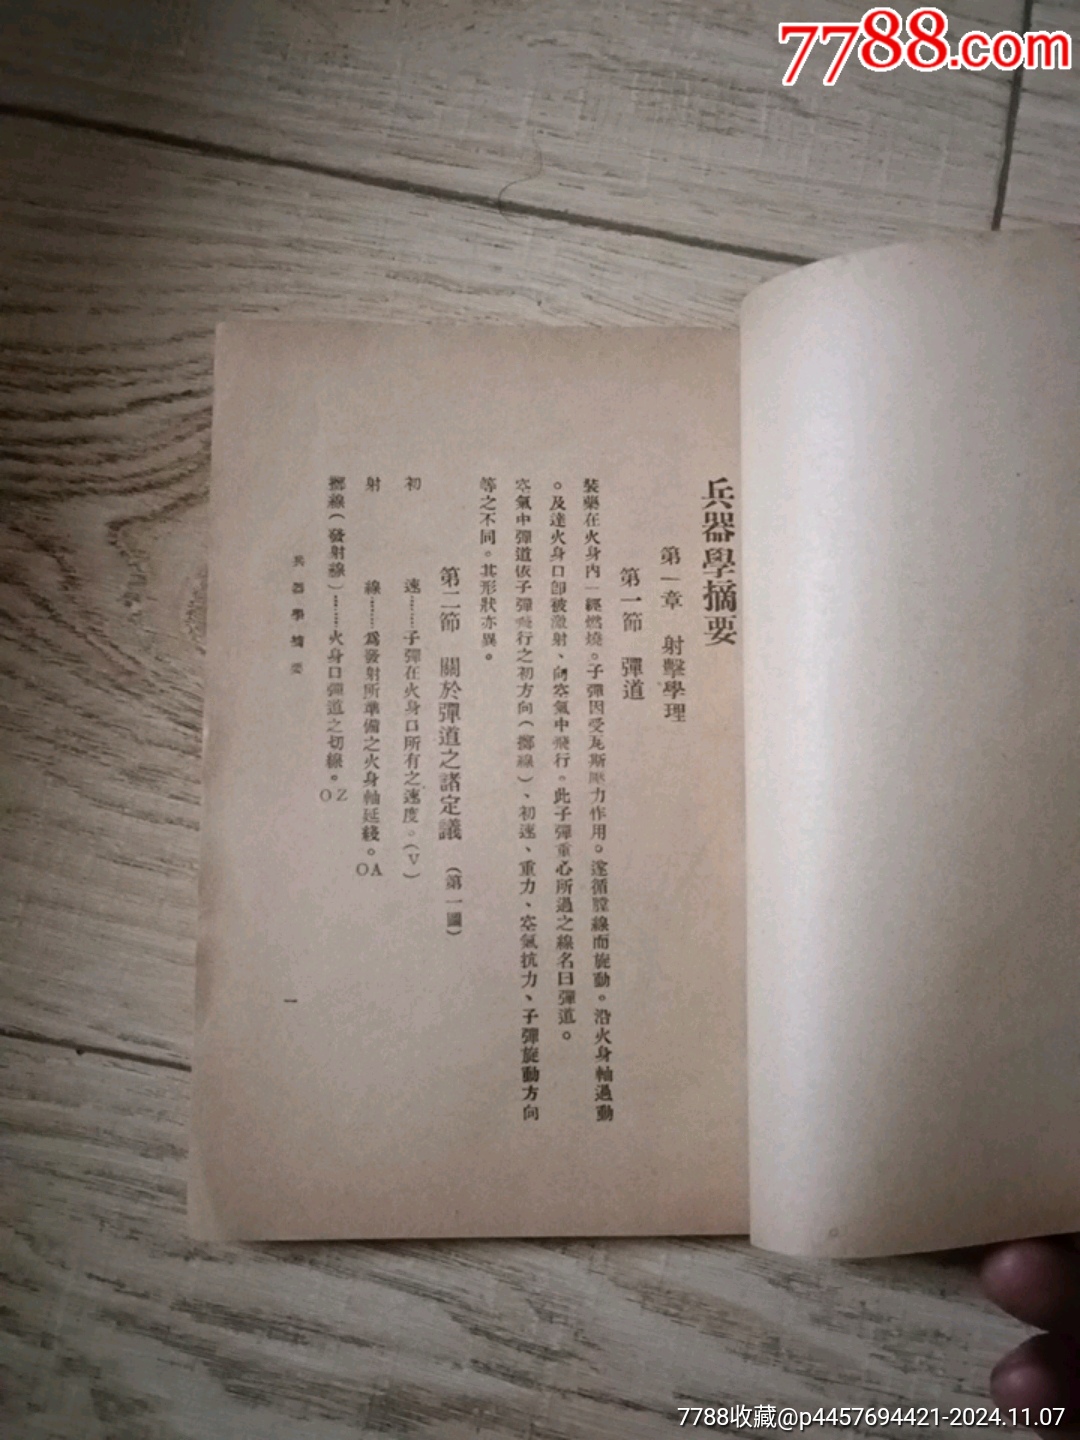 7788.com
兵器學摘要
第一章　射擊學理
第一節　彈道
裝藥在火身內一經燃燒。子彈因受瓦斯壓力作用。遂循膛線而旋動。沿火身軸過動
。及達火身口卽被激射、向空氣中飛行。此子彈重心所過之線名曰彈道。
空氣中彈道依子彈飛行之初方向（擲線）、初速、重力、空氣抗力、子彈旋動方向
等之不同。其形狀亦異。
第二節　關於彈道之諸定議（第一圖）
初　　速……子彈在火身口所有之速度。（V）
射　　線……爲發射所準備之火身軸延綫。OA
擲線（發射線）……火身口彈道之切線。OZ
兵器學摘要
一
7788收藏@p4457694421-2024.11.07